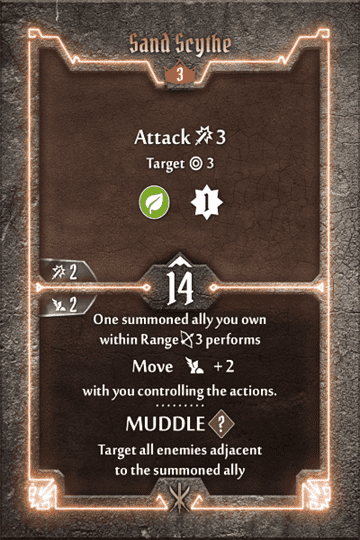 Sand Scythe
3
Attack 3
Target 3
1
2
14
2
One summoned ally you own
within Range 3 performs
Move +2
with you controlling the actions.
MUDDLE ?
Target all enemies adjacent
to the summoned ally